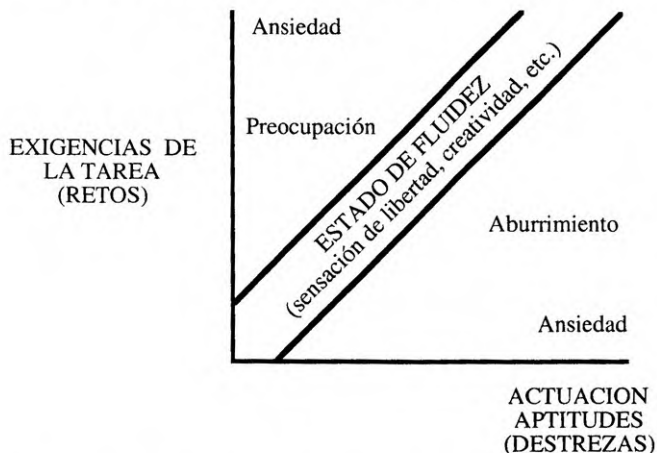 Ansiedad
Preocupación
EXIGENCIAS DE
LA TAREA
(RETOS)
ESTADO DE FLUIDEZ
(sensación de libertad, creatividad, etc.)
Aburrimiento
Ansiedad
ACTUACION
APTITUDES
(DESTREZAS)